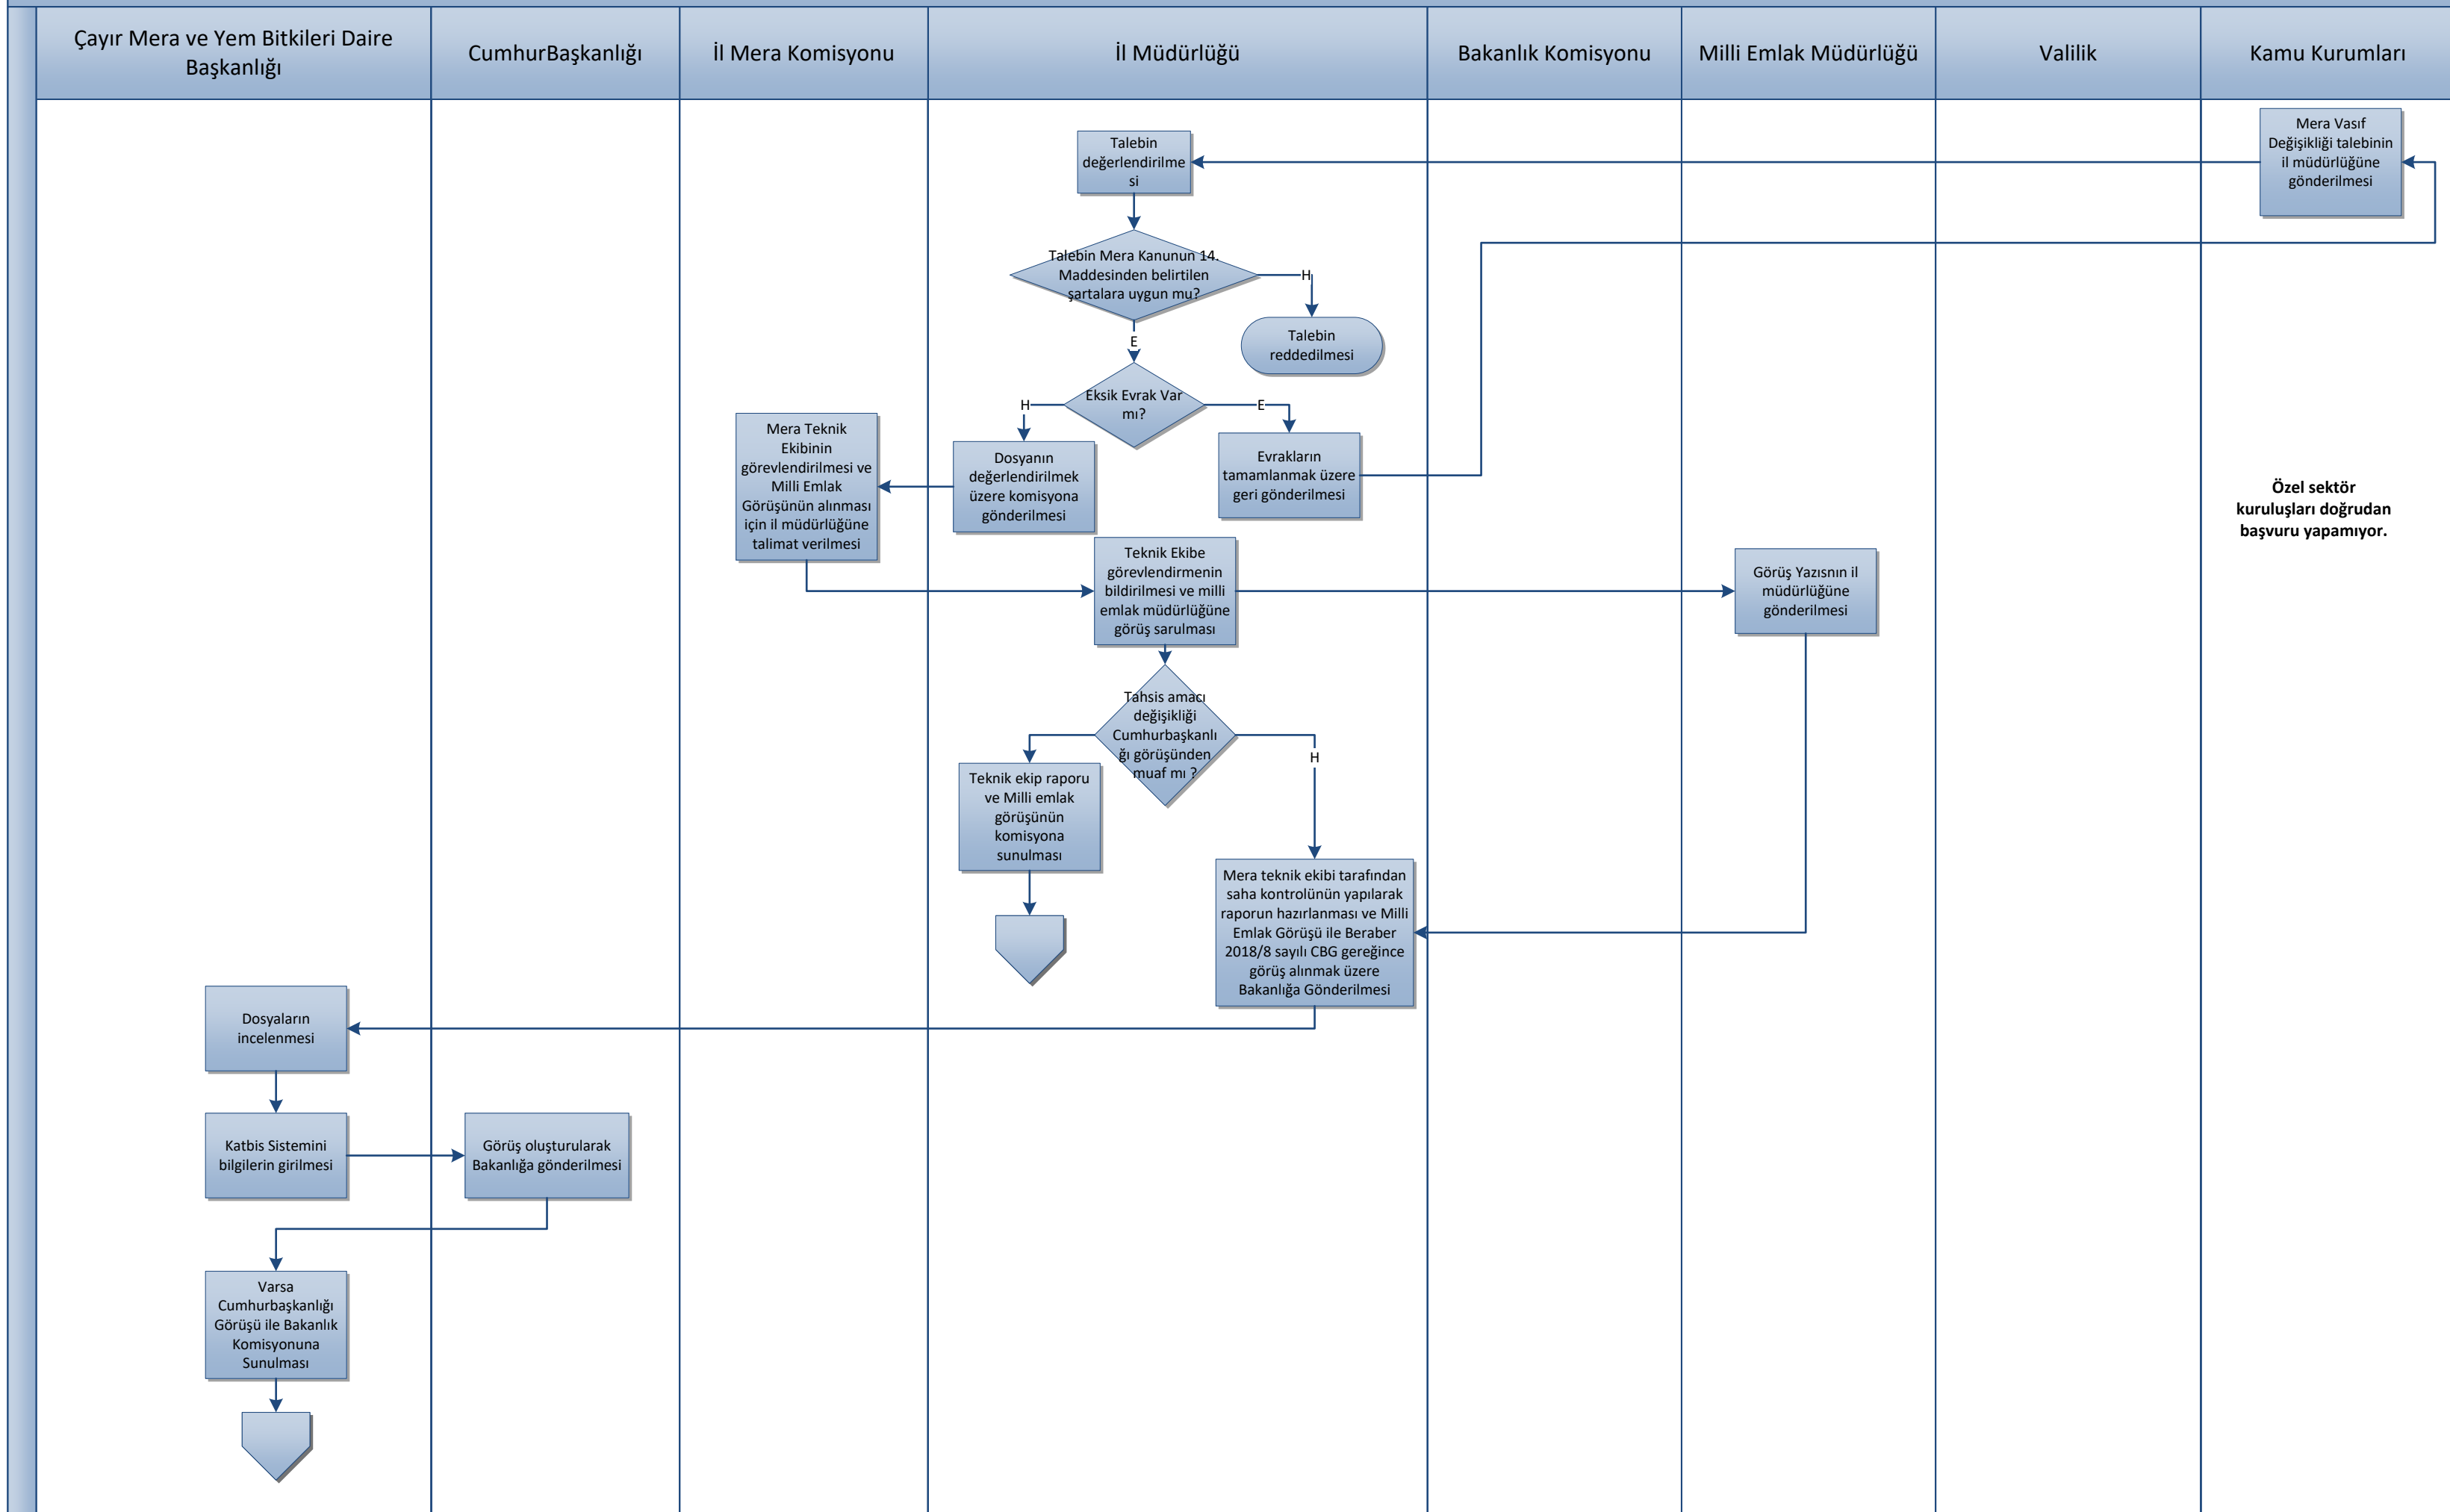 Çayır Mera ve Yem Bitkileri Daire
Başkanlığı
CumhurBaşkanlığı
İl Mera Komisyonu
İl Müdürlüğü
Bakanlık Komisyonu
Milli Emlak Müdürlüğü
Valilik
Kamu Kurumları
Mera Vasıf
Değişikliği talebinin
il müdürlüğüne
gönderilmesi
Talebin
değerlendirilme
si
Talebin Mera Kanunun 14.
Maddesinden belirtilen
şartalara uygun mu?
H
Talebin
reddedilmesi
E
Eksik Evrak Var
mı?
H
E
Mera Teknik
Ekibinin
görevlendirilmesi ve
Milli Emlak
Görüşünün alınması
için il müdürlüğüne
talimat verilmesi
Dosyanın
değerlendirilmek
üzere komisyona
gönderilmesi
Evrakların
tamamlanmak üzere
geri gönderilmesi
Özel sektör
kuruluşları doğrudan
başvuru yapamıyor.
Teknik Ekibe
görevlendirmenin
bildirilmesi ve milli
emlak müdürlüğüne
görüş sarulması
Görüş Yazısnın il
müdürlüğüne
gönderilmesi
Tahsis amacı
değişikliği
Cumhurbaşkanlı
ğı görüşünden
muaf mı ?
H
Teknik ekip raporu
ve Milli emlak
görüşünün
komisyona
sunulması
Mera teknik ekibi tarafından
saha kontrolünün yapılarak
raporun hazırlanması ve Milli
Emlak Görüşü ile Beraber
2018/8 sayılı CBG gereğince
görüş alınmak üzere
Bakanlığa Gönderilmesi
Dosyaların
incelenmesi
Katbis Sistemini
bilgilerin girilmesi
Görüş oluşturularak
Bakanlığa gönderilmesi
Varsa
Cumhurbaşkanlığı
Görüşü ile Bakanlık
Komisyonuna
Sunulması